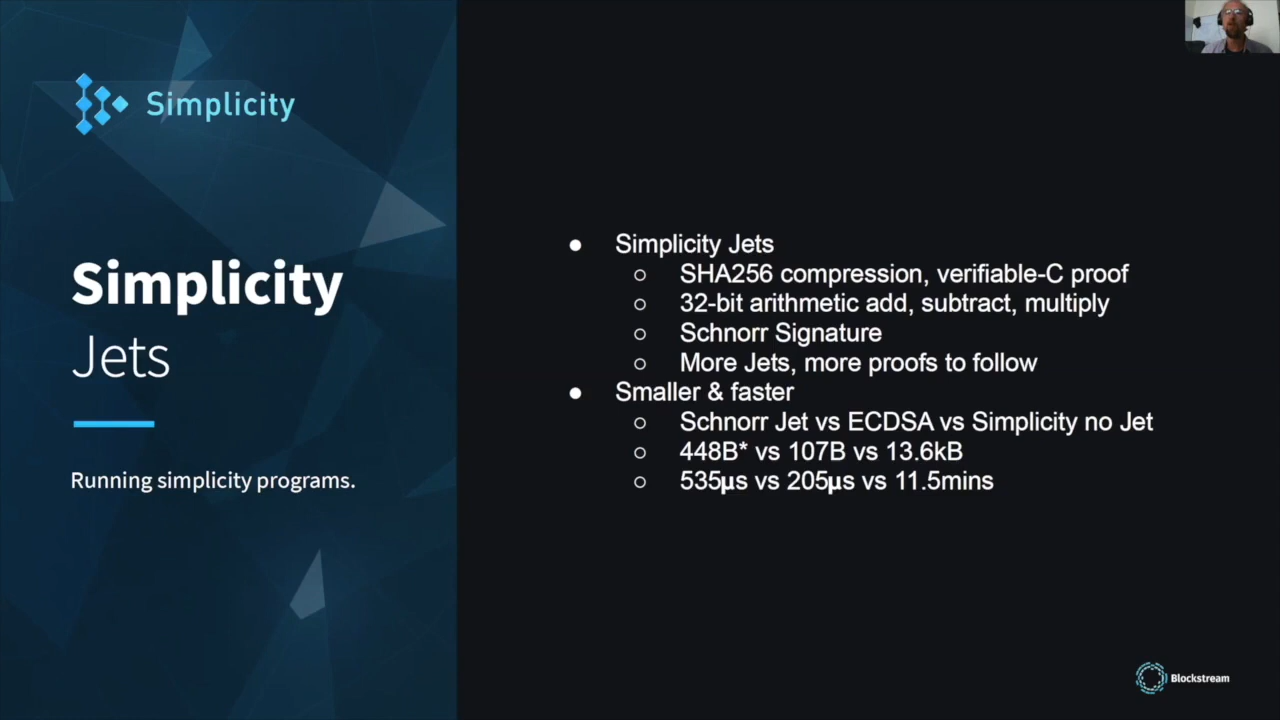 Simplicity
Simplicity
Jets
Running simplicity programs.
● Simplicity Jets
○ SHA256 compression, verifiable-C proof
○ 32-bit arithmetic add, subtract, multiply
○ Schnorr Signature
○ More Jets, more proofs to follow
● Smaller & faster
○ Schnorr Jet vs ECDSA vs Simplicity no Jet
○ 448B* vs 107B vs 13.6kB
○ 535µs vs 205µs vs 11.5mins
Blockstream